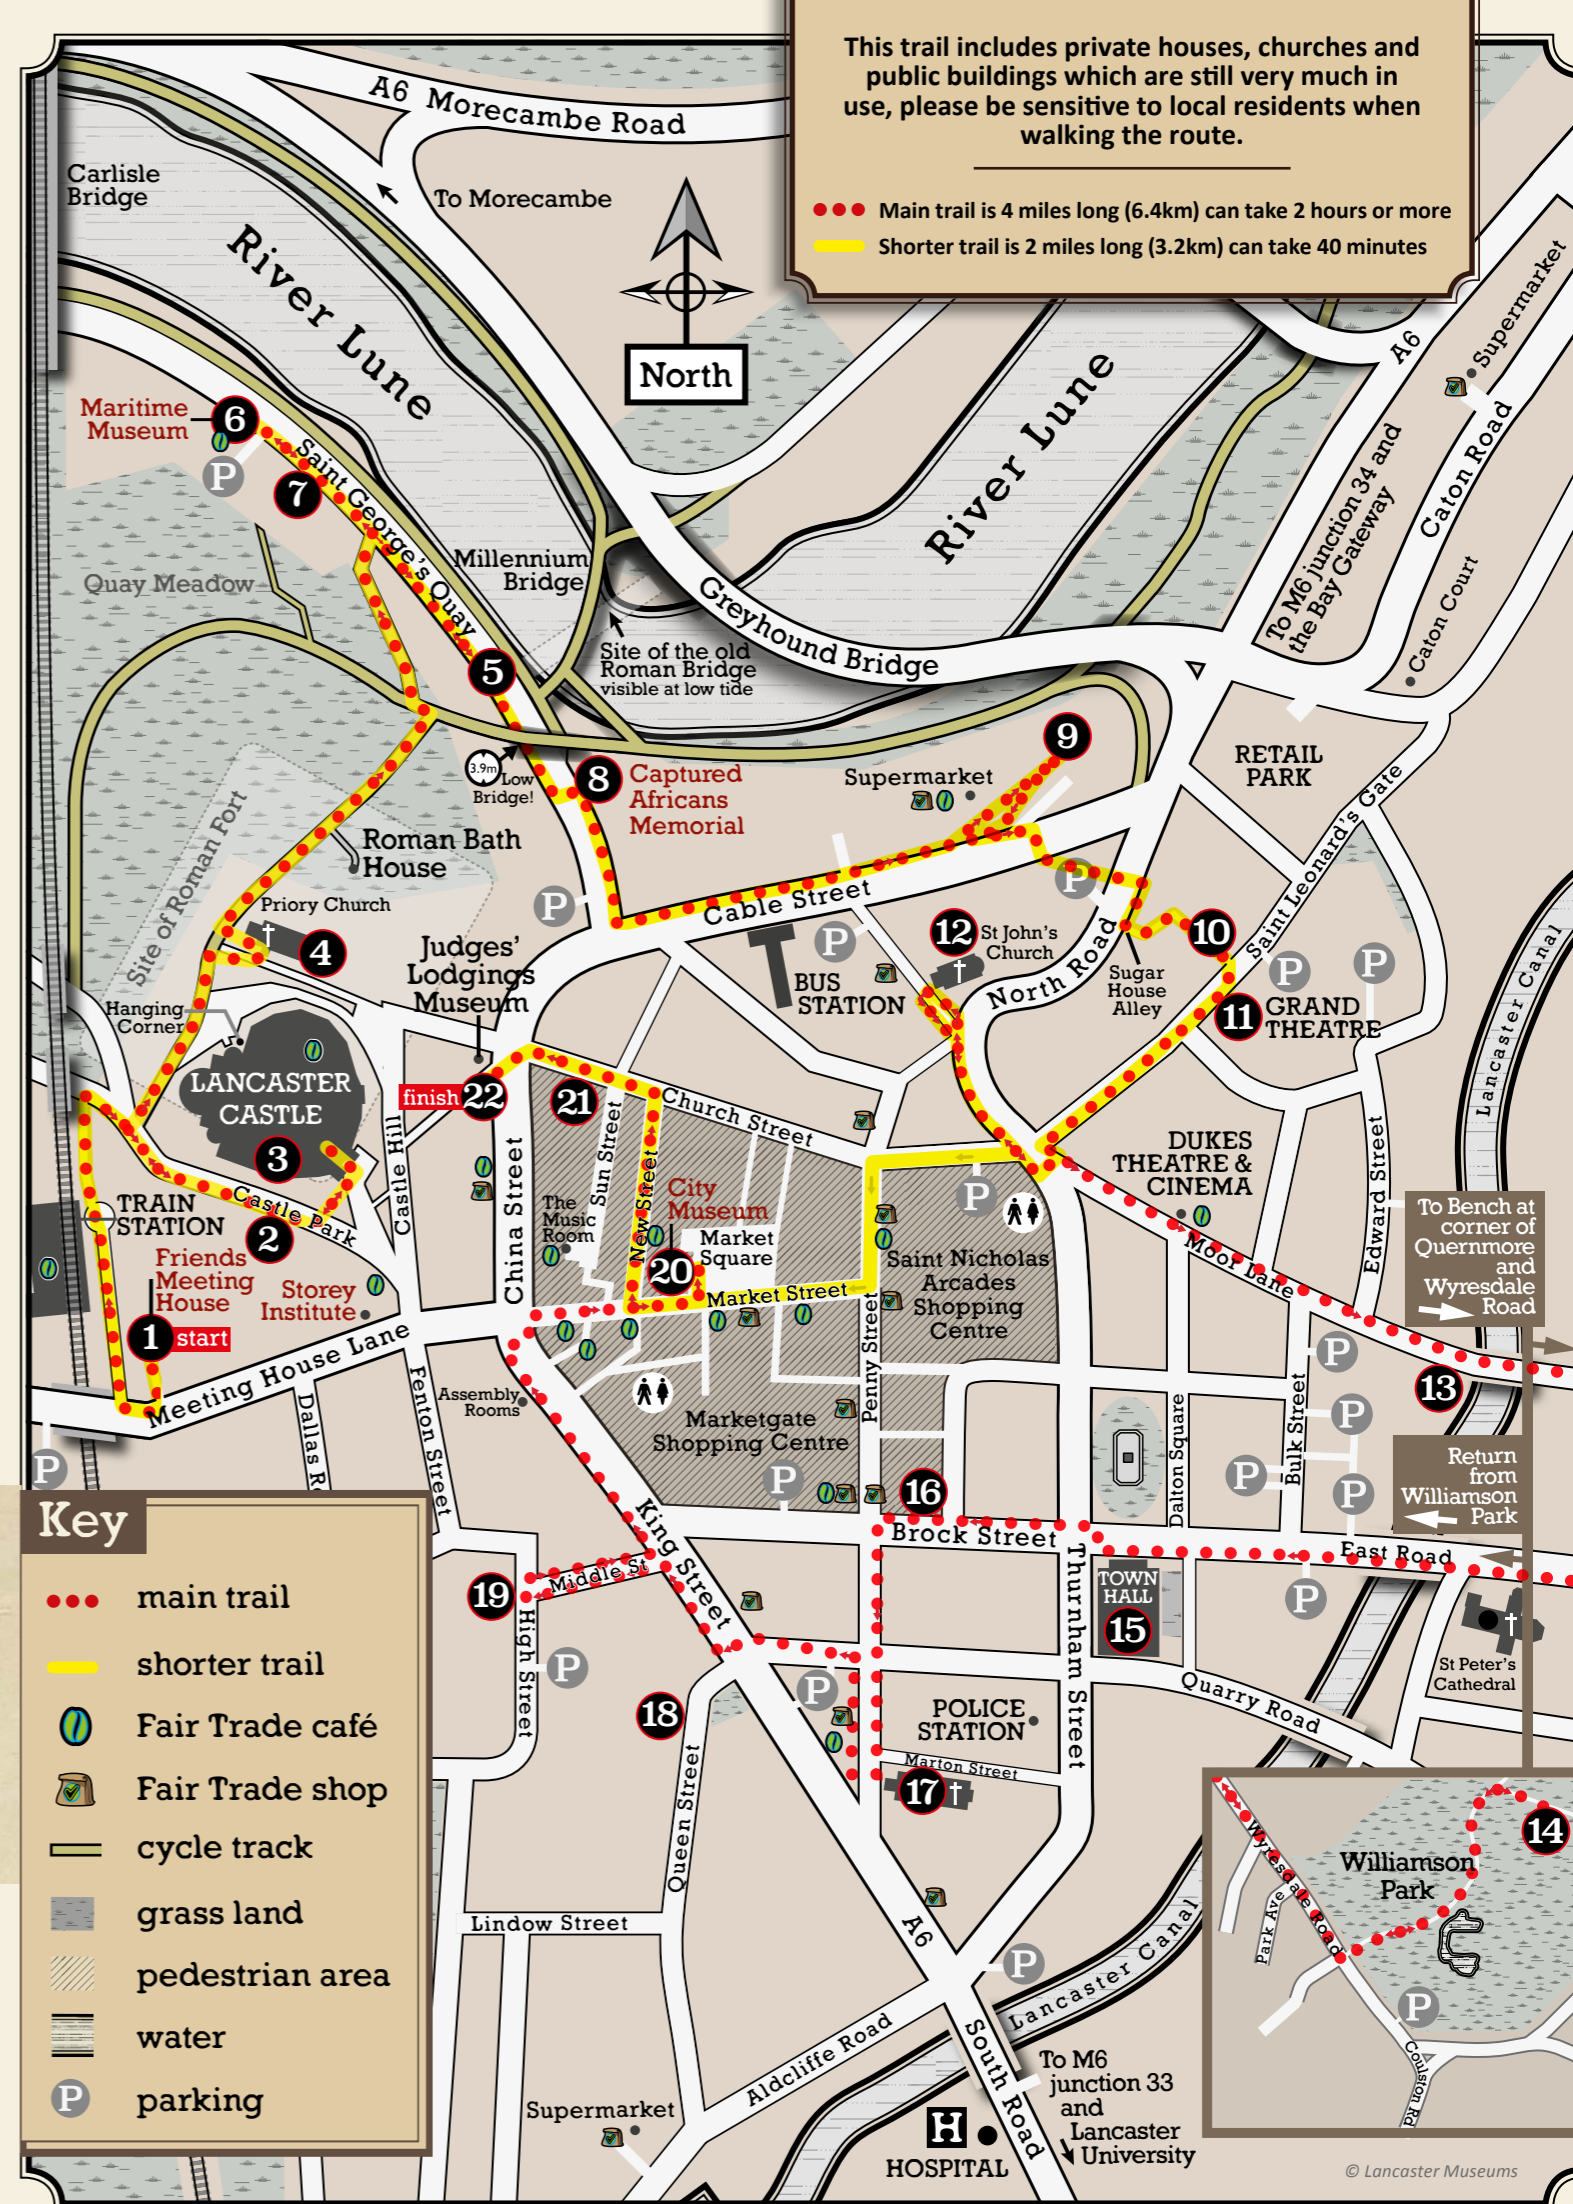 This trail includes private houses, churches and
public buildings which are still very much in
use, please be sensitive to local residents when
walking the route.
Main trail is 4 miles long (6.4km) can take 2 hours or more
Shorter trail is 2 miles long (3.2km) can take 40 minutes
A6 Morecambe Road
Carlisle
Bridge
To Morecambe
River Lune
North
River Lune
A6
Supermarket
Caton Road
To M6 junction 34 and
the Bay Gateway
Caton Court
Maritime
Museum
6
P
7
Saint George's Quay
Quay Meadow
Millennium
Bridge
Greyhound Bridge
Site of the old
Roman Bridge
visible at low tide
5
3.9m
Low
Bridge!
8
Captured
Africans
Memorial
9
Supermarket
RETAIL
PARK
Saint Leonard's Gate
Roman Bath
House
Site of Roman Fort
Priory Church
4
P
Cable Street
P
P
BUS
STATION
12
St John's
Church
North Road
Sugar
House
Alley
10
P
P
11
GRAND
THEATRE
Lancaster Canal
Judges'
Lodgings
Museum
Hanging
Corner
LANCASTER
CASTLE
3
finish
22
21
Church Street
Castle Hill
China Street
Sun Street
New Street
The
Music
Room
City
Museum
20
Market
Square
Market Street
P
Saint Nicholas
Arcades
Shopping
Centre
Penny Street
DUKES
THEATRE &
CINEMA
Moor Lane
Edward Street
To Bench at
corner of
Quernmore
and
Wyresdale
Road
TRAIN
STATION
Castle Park
2
Friends
Meeting
House
Storey
Institute
1
start
Meeting House Lane
Dallas Rd
Fenton Street
Assembly
Rooms
Marketgate
Shopping Centre
P
16
Brock Street
Dalton Square
Bulk Street
P
P
P
P
13
Return
from
Williamson
Park
East Road
P
P
Key
main trail
shorter trail
Fair Trade café
Fair Trade shop
cycle track
grass land
pedestrian area
water
P
parking
King Street
Middle St
19
High Street
P
18
Queen Street
P
Thurnham Street
TOWN
HALL
15
St Peter's
Cathedral
Quarry Road
POLICE
STATION
Marton Street
17
Lindow Street
A6
P
Lancaster Canal
Aldcliffe Road
South Road
Supermarket
H
HOSPITAL
To M6
junction 33
and
Lancaster
University
Wyresdale Road
Park Ave
Williamson
Park
14
P
Coulston Rd
© Lancaster Museums